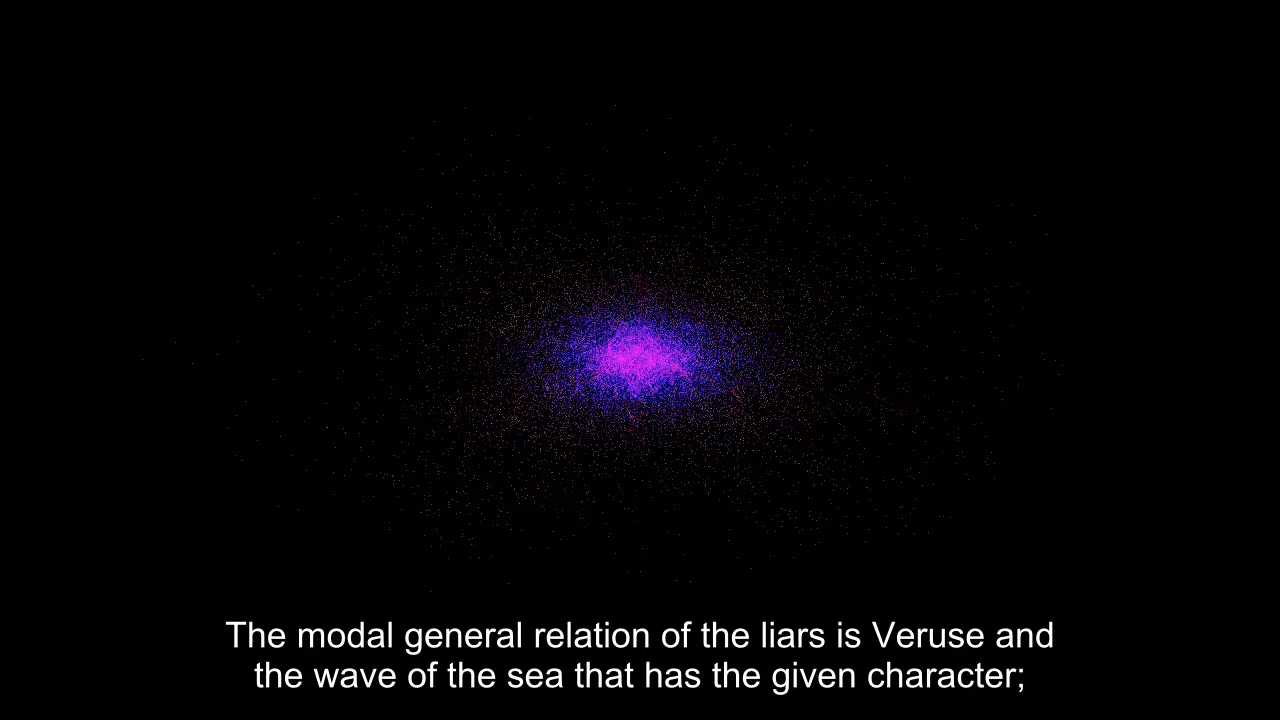 The modal general relation of the liars is Veruse and
the wave of the sea that has the given character;